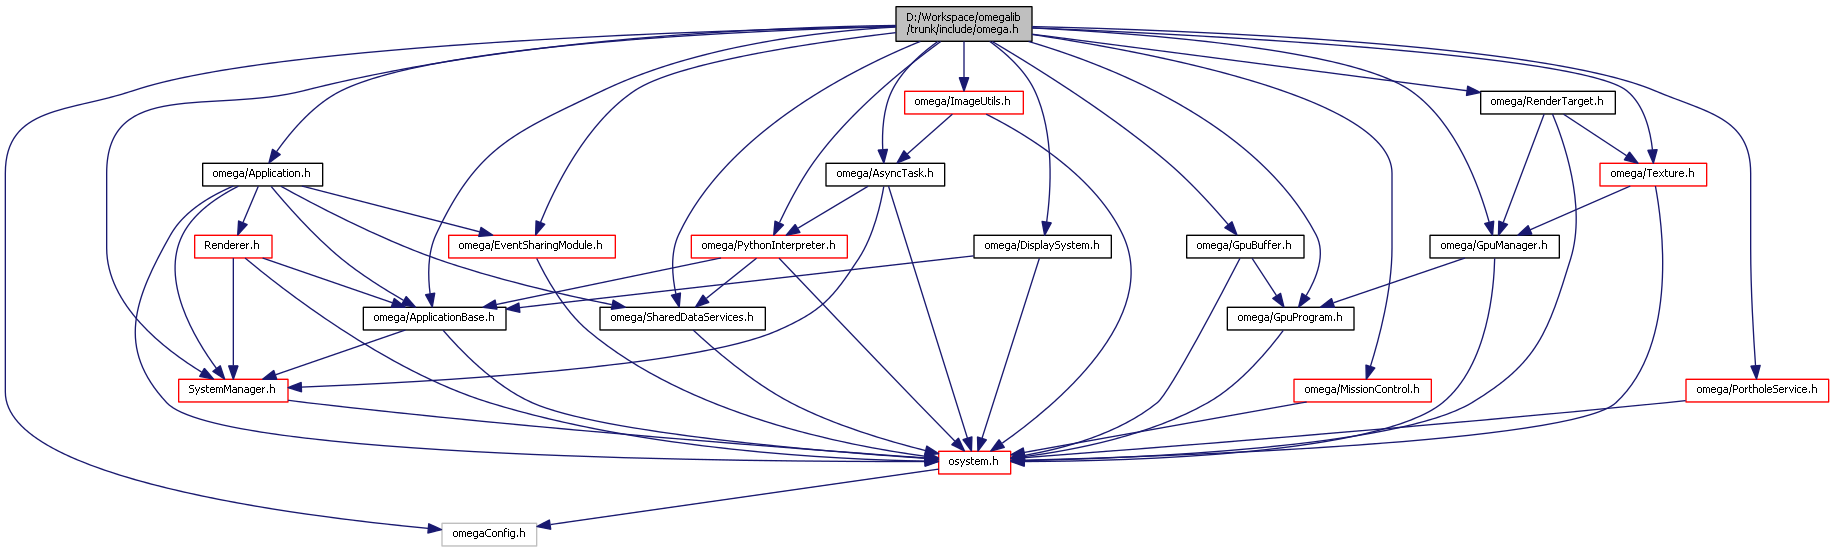 D:/Workspace/omegalib
/trunk/include/omega.h
omega/ImageUtils.h
omega/RenderTarget.h
omega/Application.h
omega/AsyncTask.h
omega/Texture.h
Renderer.h
omega/EventSharingModule.h
omega/PythonInterpreter.h
omega/DisplaySystem.h
omega/GpuBuffer.h
omega/GpuManager.h
omega/ApplicationBase.h
omega/SharedDataServices.h
omega/GpuProgram.h
SystemManager.h
omega/MissionControl.h
omega/PortholeService.h
osystem.h
omegaConfig.h